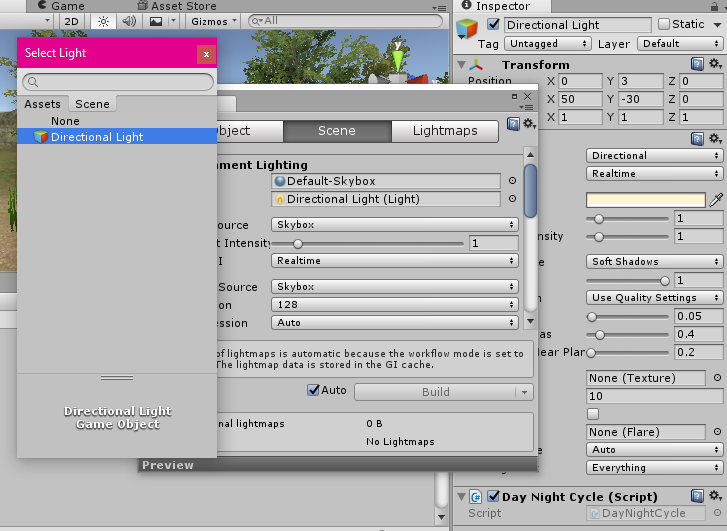 Game
Asset Store
2D
Gizmos
All
Select Light
x
Assets
Scene
None
Directional Light
Directional Light
Game Object
bject
Scene
Lightmaps
ment Lighting
Default-Skybox
Directional Light (Light)
ource
Skybox
t Intensity
1
I
Realtime
Source
Skybox
on
128
ession
Auto
of lightmaps is automatic because the workflow mode is set to
The lightmap data is stored in the GI cache.
Auto
Build
nal lightmaps
0 B
No Lightmaps
Preview
Inspector
Directional Light
Static
Tag
Untagged
Layer
Default
Transform
Position
X 0 Y 3 Z 0
X 50 Y -30 Z 0
X 1 Y 1 Z 1
Directional
Realtime
1
nsity
1
e
Soft Shadows
1
n
Use Quality Settings
0.05
as
0.4
lear Plan
0.2
None (Texture)
10
None (Flare)
Auto
Everything
Day Night Cycle (Script)
Script
DayNightCycle
y